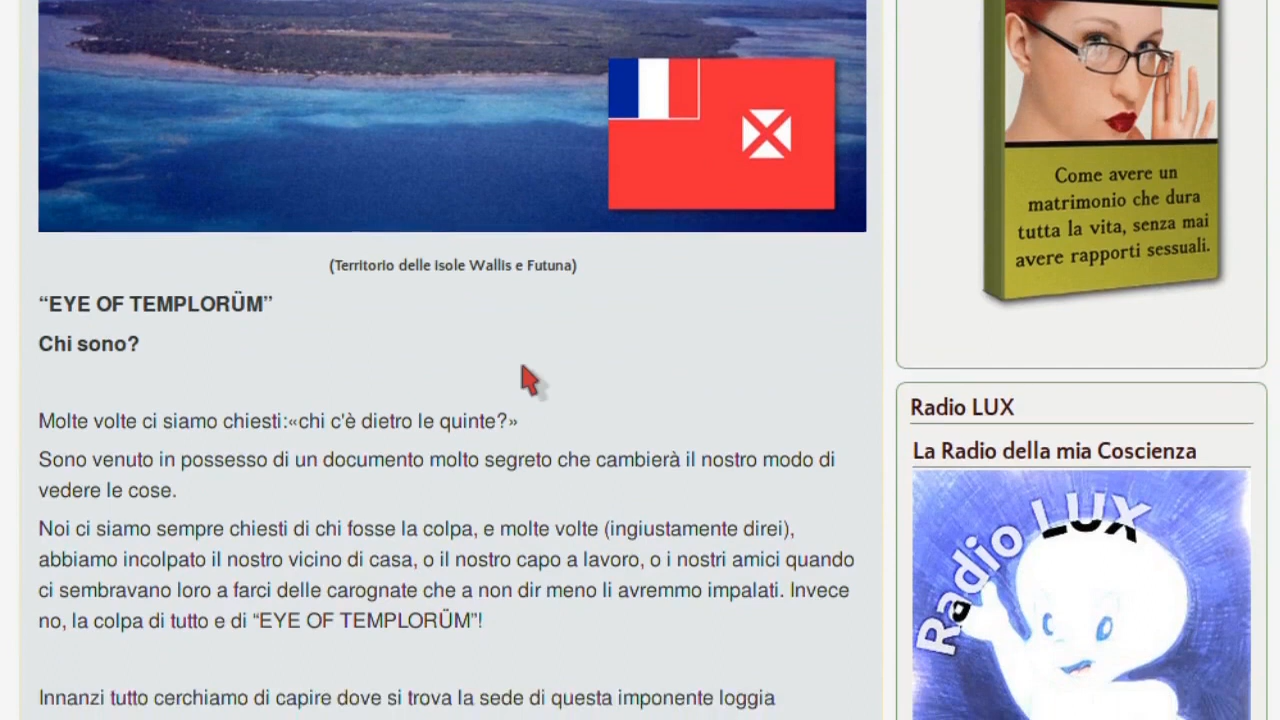 (Territorio delle Isole Wallis e Futuna)
“EYE OF TEMPLORÜM”
Chi sono?
Molte volte ci siamo chiesti:«chi c'è dietro le quinte?»
Sono venuto in possesso di un documento molto segreto che cambierà il nostro modo di
vedere le cose.
Noi ci siamo sempre chiesti di chi fosse la colpa, e molte volte (ingiustamente direi),
abbiamo incolpato il nostro vicino di casa, o il nostro capo a lavoro, o i nostri amici quando
ci sembravano loro a farci delle carognate che a non dir meno li avremmo impalati. Invece
no, la colpa di tutto e di “EYE OF TEMPLORÜM”!
Innanzi tutto cerchiamo di capire dove si trova la sede di questa imponente loggia
Come avere un
matrimonio che dura
tutta la vita, senza mai
avere rapporti sessuali.
Radio LUX
La Radio della mia Coscienza
Radio LUX